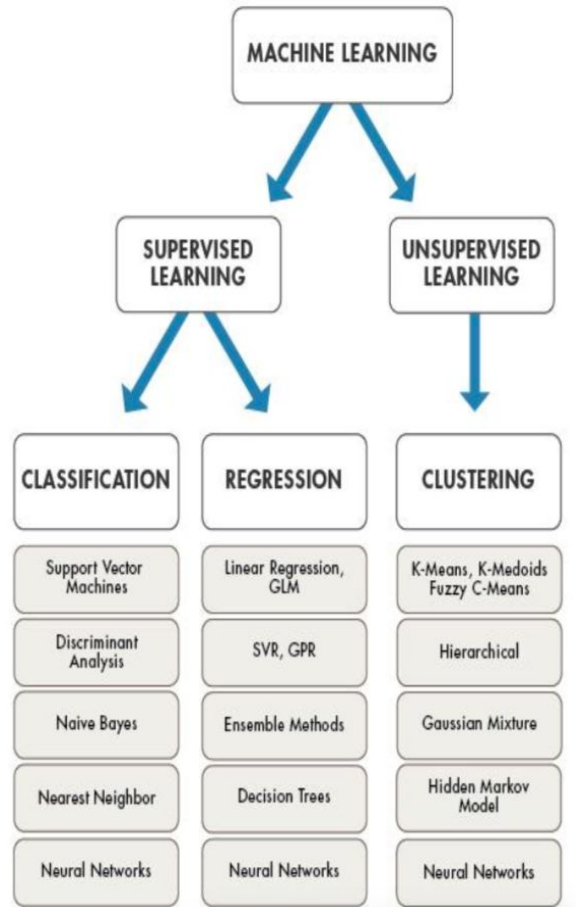 MACHINE LEARNING
SUPERVISED
LEARNING
UNSUPERVISED
LEARNING
CLASSIFICATION
REGRESSION
CLUSTERING
Support Vector
Machines
Linear Regression,
GLM
K-Means, K-Medoids
Fuzzy C-Means
Discriminant
Analysis
SVR, GPR
Hierarchical
Naive Bayes
Ensemble Methods
Gaussian Mixture
Nearest Neighbor
Decision Trees
Hidden Markov
Model
Neural Networks
Neural Networks
Neural Networks